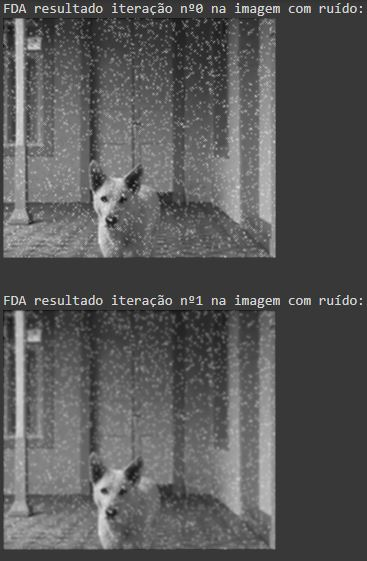 FDA resultado iteração nº0 na imagem com ruído:
FDA resultado iteração nº1 na imagem com ruído: